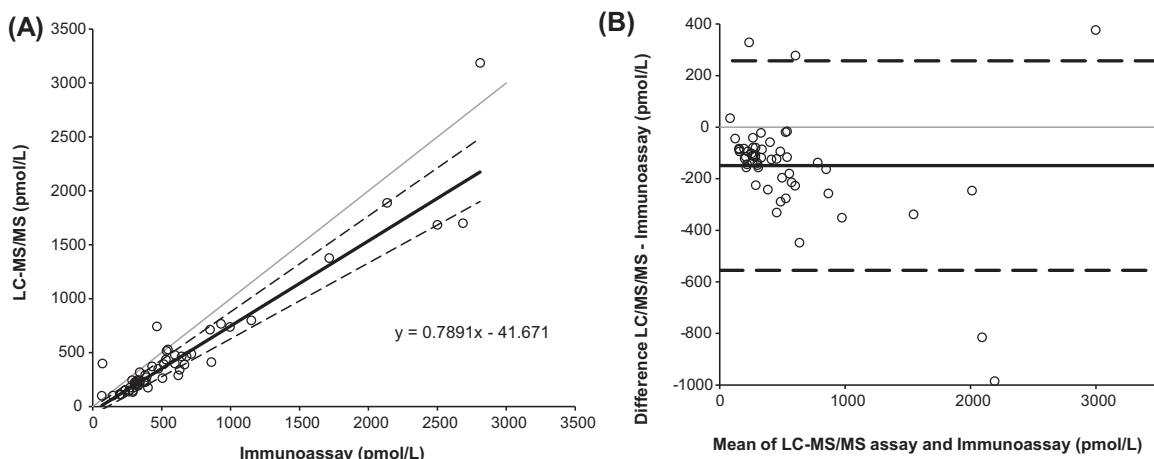 (A)
LC-MS/MS (pmol/L)
3500
3000
2500
2000
1500
1000
500
0
y = 0.7891x - 41.671
0 500 1000 1500 2000 2500 3000 3500
Immunoassay (pmol/L)
(B)
Difference LC/MS/MS - Immunoassay (pmol/L)
400
200
0
-200
-400
-600
-800
-1000
0 1000 2000 3000
Mean of LC-MS/MS assay and Immunoassay (pmol/L)